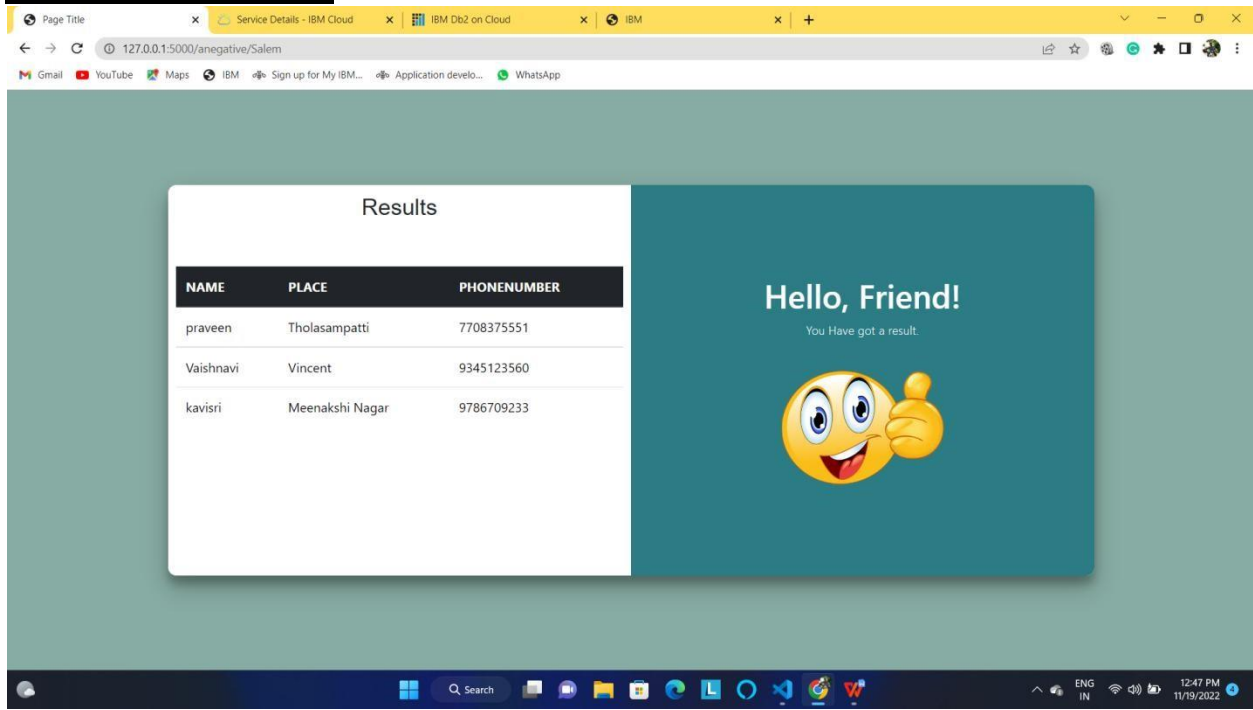 Page Title
Service Details - IBM Cloud
IBM Db2 on Cloud
IBM
127.0.0.1:5000/anegative/Salem
Gmail YouTube Maps IBM Sign up for My IBM... Application develo... WhatsApp
Results
NAME PLACE PHONENUMBER
praveen Tholasampatti 7708375551
Vaishnavi Vincent 9345123560
kavisri Meenakshi Nagar 9786709233
Hello, Friend!
You Have got a result.
Search
L
ENG
IN
12:47 PM
11/19/2022
4